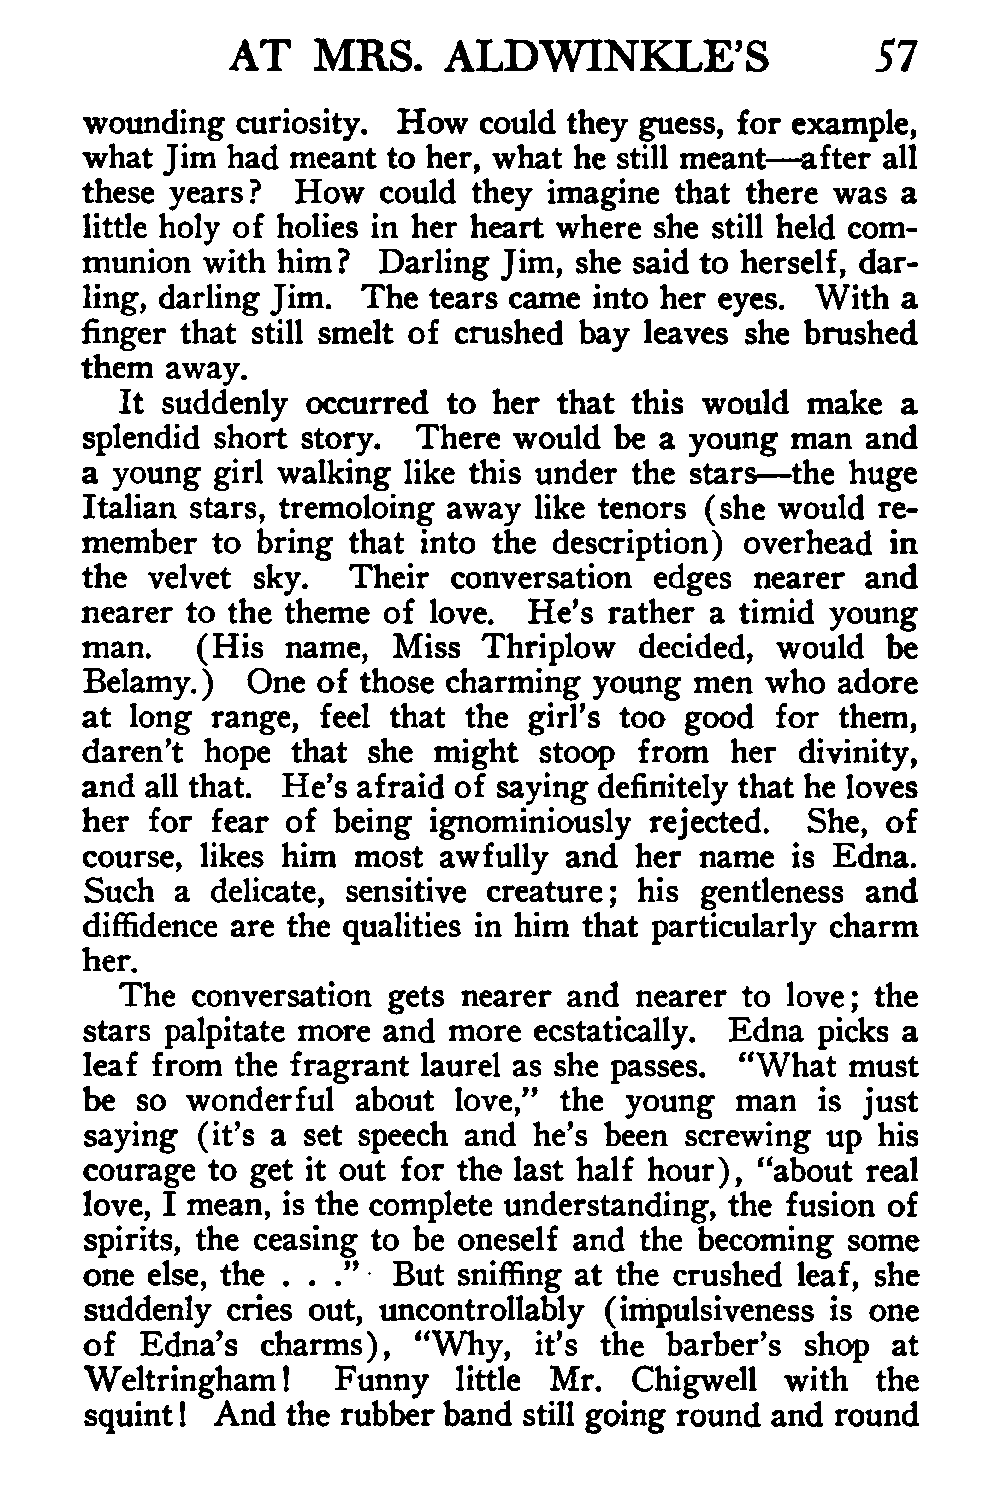 AT MRS. ALDWINKLE'S 57
wounding curiosity. How could they guess, for example,
what Jim had meant to her, what he still meant—after all
these years? How could they imagine that there was a
little holy of holies in her heart where she still held com-
munion with him? Darling Jim, she said to herself, dar-
ling, darling Jim. The tears came into her eyes. With a
finger that still smelt of crushed bay leaves she brushed
them away.
It suddenly occurred to her that this would make a
splendid short story. There would be a young man and
a young girl walking like this under the stars—the huge
Italian stars, tremoloing away like tenors (she would re-
member to bring that into the description) overhead in
the velvet sky. Their conversation edges nearer and
nearer to the theme of love. He's rather a timid young
man. (His name, Miss Thriplow decided, would be
Belamy.) One of those charming young men who adore
at long range, feel that the girl's too good for them,
daren't hope that she might stoop from her divinity,
and all that. He's afraid of saying definitely that he loves
her for fear of being ignominiously rejected. She, of
course, likes him most awfully and her name is Edna.
Such a delicate, sensitive creature; his gentleness and
diffidence are the qualities in him that particularly charm
her.
The conversation gets nearer and nearer to love; the
stars palpitate more and more ecstatically. Edna picks a
leaf from the fragrant laurel as she passes. "What must
be so wonderful about love," the young man is just
saying (it's a set speech and he's been screwing up his
courage to get it out for the last half hour), "about real
love, I mean, is the complete understanding, the fusion of
spirits, the ceasing to be oneself and the becoming some
one else, the . . ." But sniffing at the crushed leaf, she
suddenly cries out, uncontrollably (impulsiveness is one
of Edna's charms), "Why, it's the barber's shop at
Weltringham! Funny little Mr. Chigwell with the
squint! And the rubber band still going round and round